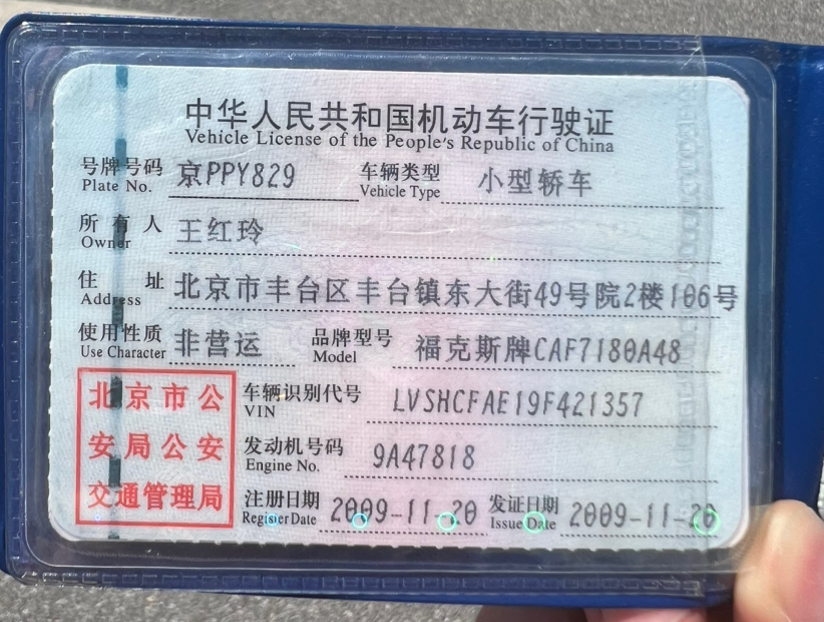 中华人民共和国机动车行驶证
Vehicle License of the People's Republic of China
号牌号码 京PPY829 车辆类型 小型轿车
Plate No. Vehicle Type
所有人 王红玲
Owner
住址 北京市丰台区丰台镇东大街49号院2楼106号
Address
使用性质 非营运 品牌型号 福克斯牌CAF7180A48
Use Character Model
北京市公 车辆识别代号 LVSHCFAE19F421357
VIN
安局公安 发动机号码 9A47818
Engine No.
交通管理局 注册日期 2009-11-20 发证日期 2009-11-20
Register Date Issue Date